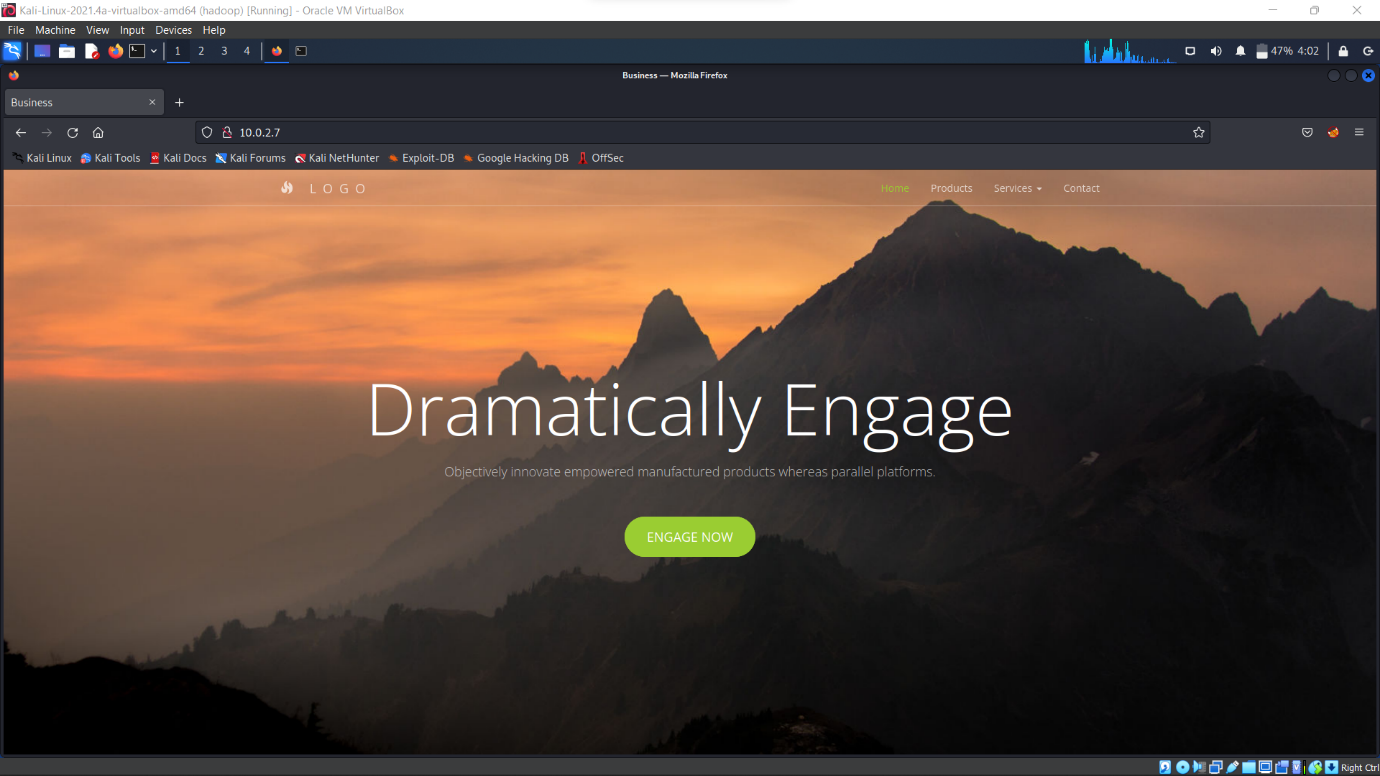 Kali-Linux-2021.4a-virtualbox-amd64 (hadoop) [Running] - Oracle VM VirtualBox
File Machine View Input Devices Help
1 2 3 4 47% 4:02
Business — Mozilla Firefox
Business
10.0.2.7
Kali Linux Kali Tools Kali Docs Kali Forums Kali NetHunter Exploit-DB Google Hacking DB OffSec
LOGO Home Products Services Contact
Dramatically Engage
Objectively innovate empowered manufactured products whereas parallel platforms.
ENGAGE NOW
Right Ctrl